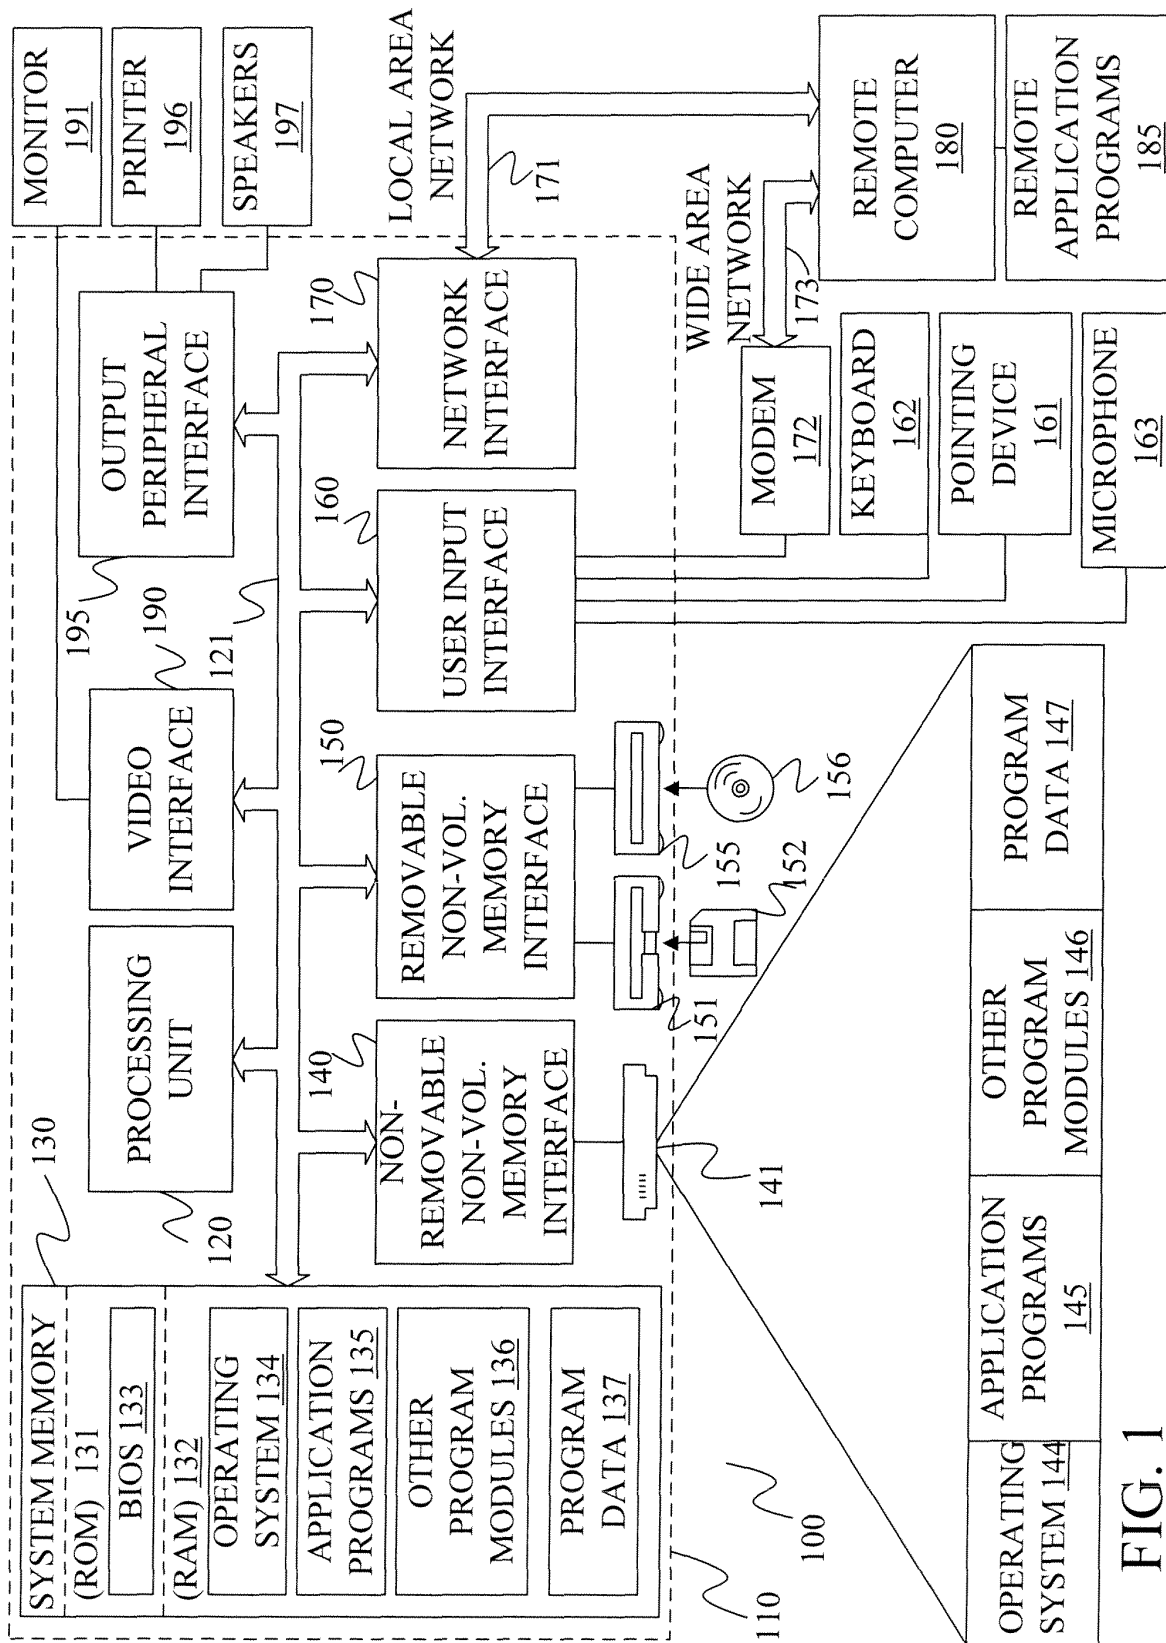 SYSTEM MEMORY
(ROM) 131
BIOS 133
(RAM) 132
OPERATING
SYSTEM 134
APPLICATION
PROGRAMS 135
OTHER
PROGRAM
MODULES 136
PROGRAM
DATA 137
130
PROCESSING
UNIT
120
VIDEO
INTERFACE
190
121
OUTPUT
PERIPHERAL
INTERFACE
195
MONITOR
191
PRINTER
196
SPEAKERS
197
NON-
REMOVABLE
NON-VOL.
MEMORY
INTERFACE
140
REMOVABLE
NON-VOL.
MEMORY
INTERFACE
150
USER INPUT
INTERFACE
160
NETWORK
INTERFACE
170
LOCAL AREA
NETWORK
171
141
151
152
155
156
WIDE AREA
NETWORK
173
MODEM
172
KEYBOARD
162
POINTING
DEVICE
161
MICROPHONE
163
REMOTE
COMPUTER
180
REMOTE
APPLICATION
PROGRAMS
185
110
100
OPERATING
SYSTEM 144
APPLICATION
PROGRAMS
145
OTHER
PROGRAM
MODULES 146
PROGRAM
DATA 147
FIG. 1